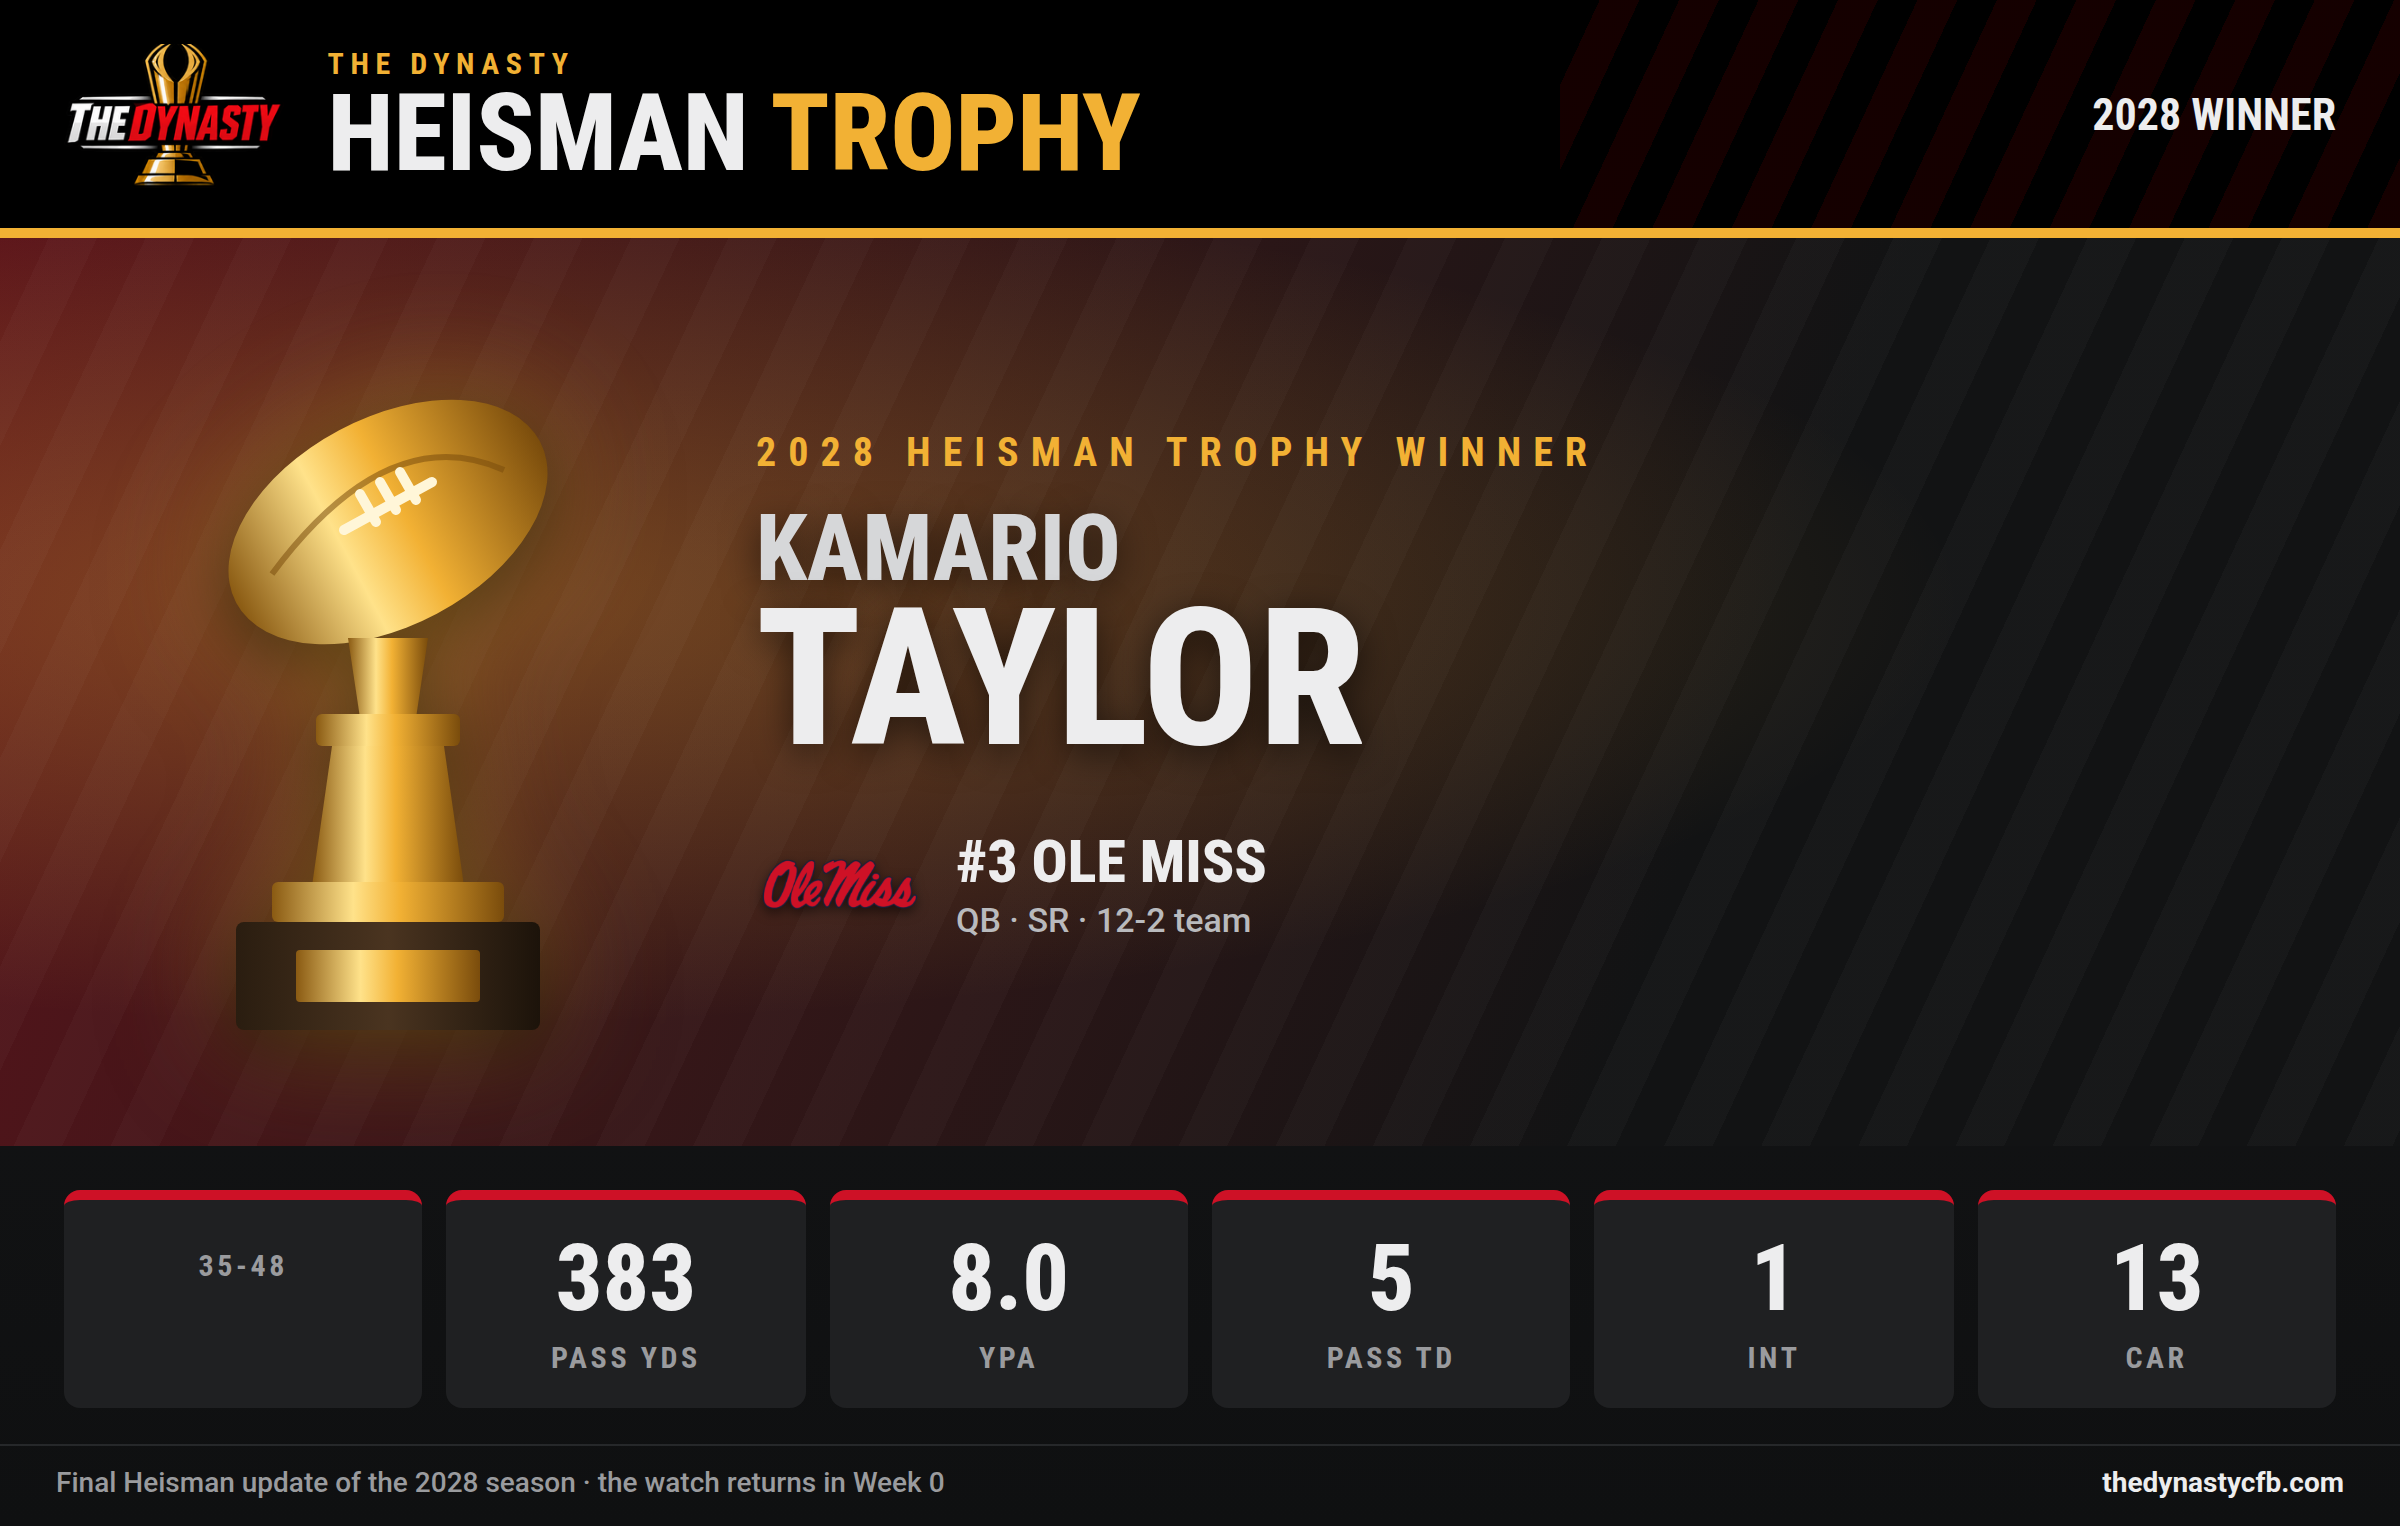 THE DYNASTY
THE DYNASTY
HEISMAN TROPHY
2028 WINNER
2028 HEISMAN TROPHY WINNER
KAMARIO
TAYLOR
Ole Miss
#3 OLE MISS
QB · SR · 12-2 team
35-48
383
PASS YDS
8.0
YPA
5
PASS TD
1
INT
13
CAR
Final Heisman update of the 2028 season · the watch returns in Week 0
thedynastycfb.com